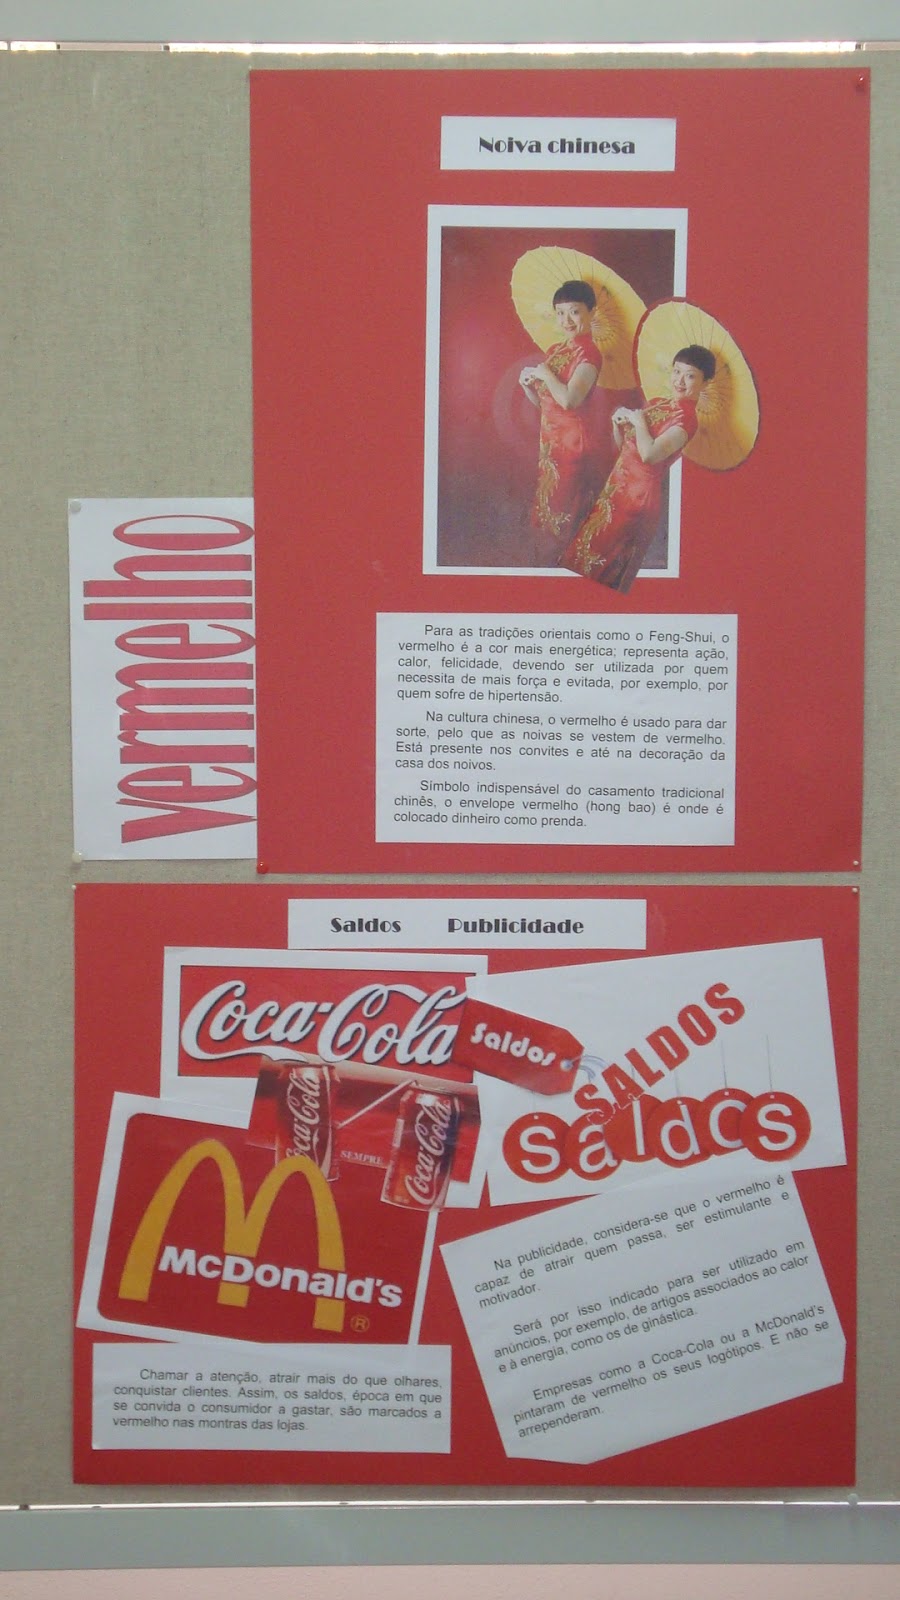 Noiva chinesa
vermelho
Para as tradições orientais como o Feng-Shui, o
vermelho é a cor mais energética; representa ação,
calor, felicidade, devendo ser utilizada por quem
necessita de mais força e evitada, por exemplo, por
quem sofre de hipertensão.
Na cultura chinesa, o vermelho é usado para dar
sorte, pelo que as noivas se vestem de vermelho.
Está presente nos convites e até na decoração da
casa dos noivos.
Símbolo indispensável do casamento tradicional
chinês, o envelope vermelho (hong bao) é onde é
colocado dinheiro como prenda.
Saldos Publicidade
Coca-Cola
Saldos
SALDOS
saldos
Coca-Cola
SEMPRE
Coca-Cola
McDonald's
®
Na publicidade, considera-se que o vermelho é
capaz de atrair quem passa, ser estimulante e
motivador.
Será por isso indicado para ser utilizado em
anúncios, por exemplo, de artigos associados ao calor
e à energia, como os de ginástica.
Empresas como a Coca-Cola ou a McDonald's
pintaram de vermelho os seus logótipos. E não se
arrependeram.
Chamar a atenção, atrair mais do que olhares,
conquistar clientes. Assim, os saldos, época em que
se convida o consumidor a gastar, são marcados a
vermelho nas montras das lojas.